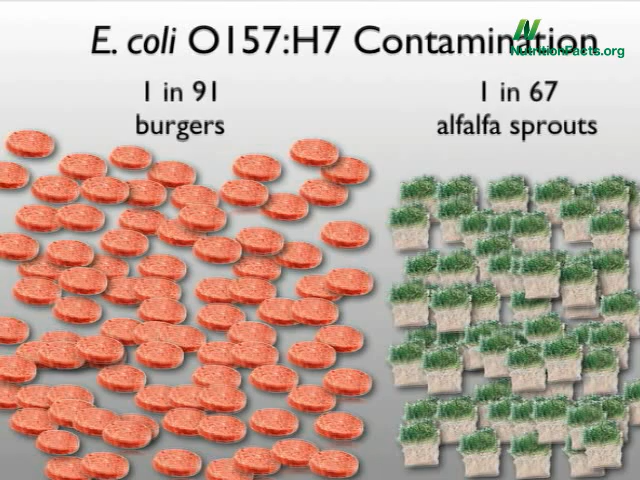 E. coli O157:H7 Contamination
NutritionFacts.org
1 in 91
burgers
1 in 67
alfalfa sprouts